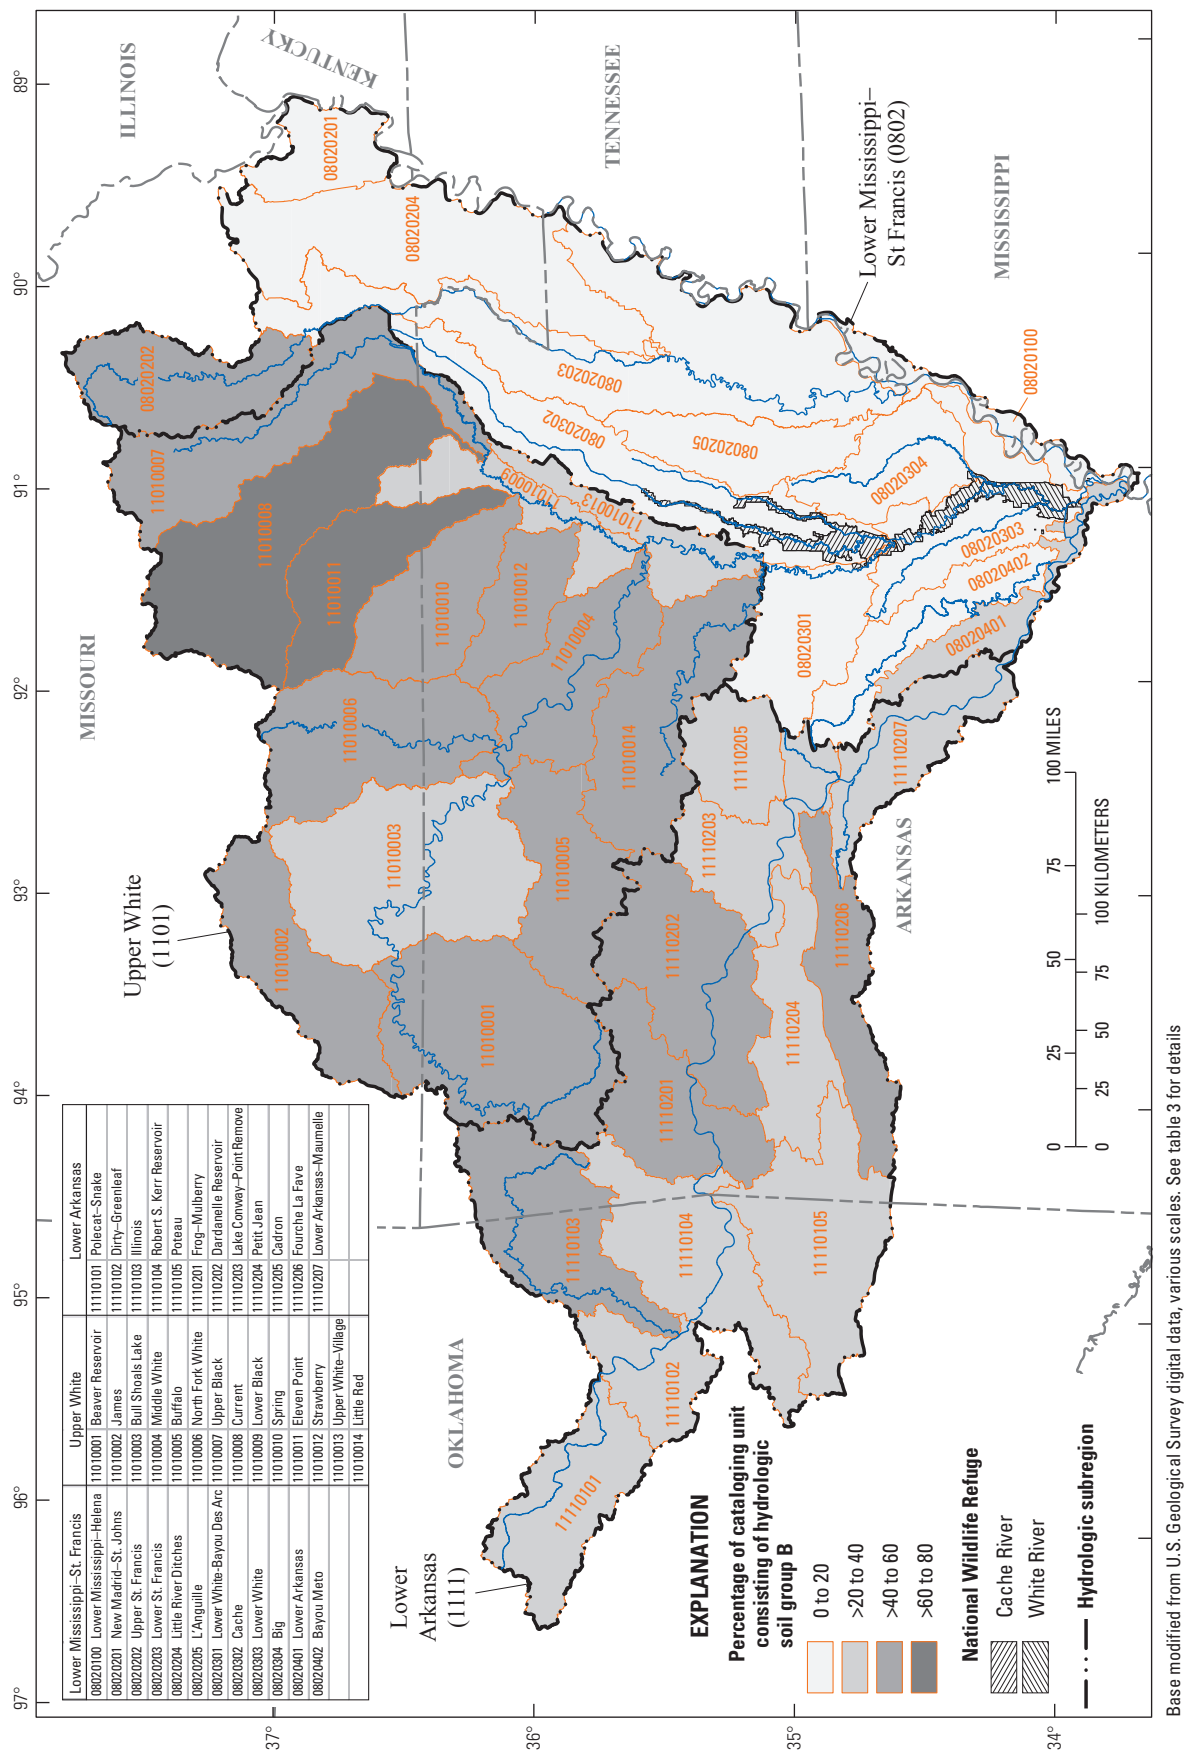 Lower Mississippi–St. Francis
Upper White
Lower Arkansas
08020100 Lower Mississippi–Helena 11010001 Beaver Reservoir 11110101 Polecat–Snake
08020201 New Madrid–St. Johns 11010002 James 11110102 Dirty–Greenleaf
08020202 Upper St. Francis 11010003 Bull Shoals Lake 11110103 Illinois
08020203 Lower St. Francis 11010004 Middle White 11110104 Robert S. Kerr Reservoir
08020204 Little River Ditches 11010005 Buffalo 11110105 Poteau
08020205 L'Anguille 11010006 North Fork White 11110201 Frog–Mulberry
08020301 Lower White-Bayou Des Arc 11010007 Upper Black 11110202 Dardanelle Reservoir
08020302 Cache 11010008 Current 11110203 Lake Conway–Point Remove
08020303 Lower White 11010009 Lower Black 11110204 Petit Jean
08020304 Big 11010010 Spring 11110205 Cadron
08020401 Lower Arkansas 11010011 Eleven Point 11110206 Fourche La Fave
08020402 Bayou Meto 11010012 Strawberry 11110207 Lower Arkansas–Maumelle
11010013 Upper White–Village
11010014 Little Red
97°
96°
95°
94°
93°
92°
91°
90°
89°
37°
36°
35°
34°
MISSOURI
ILLINOIS
KENTUCKY
TENNESSEE
MISSISSIPPI
ARKANSAS
OKLAHOMA
Upper White
(1101)
Lower
Arkansas
(1111)
Lower Mississippi–
St Francis (0802)
08020202
11010007
11010008
11010011
11010006
11010002
11010003
11010010
11010012
11010004
11010009
11010013
11010001
11010005
11010014
08020201
08020204
08020203
08020302
08020205
08020304
08020100
08020301
08020303
08020402
08020401
11110103
11110104
11110105
11110102
11110101
11110201
11110202
11110203
11110204
11110205
11110206
11110207
0 25 50 75 100 MILES
0 25 50 75 100 KILOMETERS
EXPLANATION
Percentage of cataloging unit
consisting of hydrologic
soil group B
0 to 20
>20 to 40
>40 to 60
>60 to 80
National Wildlife Refuge
Cache River
White River
Hydrologic subregion
Base modified from U.S. Geological Survey digital data, various scales. See table 3 for details